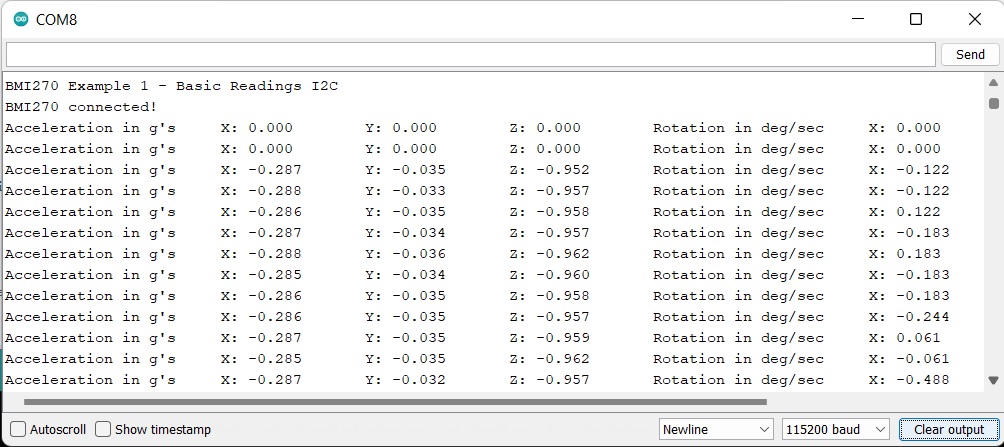 COM8
Send
BMI270 Example 1 - Basic Readings I2C
BMI270 connected!
Acceleration in g's X: 0.000 Y: 0.000 Z: 0.000 Rotation in deg/sec X: 0.000
Acceleration in g's X: 0.000 Y: 0.000 Z: 0.000 Rotation in deg/sec X: 0.000
Acceleration in g's X: -0.287 Y: -0.035 Z: -0.952 Rotation in deg/sec X: -0.122
Acceleration in g's X: -0.288 Y: -0.033 Z: -0.957 Rotation in deg/sec X: -0.122
Acceleration in g's X: -0.286 Y: -0.035 Z: -0.958 Rotation in deg/sec X: 0.122
Acceleration in g's X: -0.287 Y: -0.034 Z: -0.957 Rotation in deg/sec X: -0.183
Acceleration in g's X: -0.288 Y: -0.036 Z: -0.962 Rotation in deg/sec X: 0.183
Acceleration in g's X: -0.285 Y: -0.034 Z: -0.960 Rotation in deg/sec X: -0.183
Acceleration in g's X: -0.286 Y: -0.035 Z: -0.958 Rotation in deg/sec X: -0.183
Acceleration in g's X: -0.286 Y: -0.035 Z: -0.957 Rotation in deg/sec X: -0.244
Acceleration in g's X: -0.287 Y: -0.035 Z: -0.959 Rotation in deg/sec X: 0.061
Acceleration in g's X: -0.285 Y: -0.035 Z: -0.962 Rotation in deg/sec X: -0.061
Acceleration in g's X: -0.287 Y: -0.032 Z: -0.957 Rotation in deg/sec X: -0.488
Autoscroll Show timestamp Newline 115200 baud Clear output